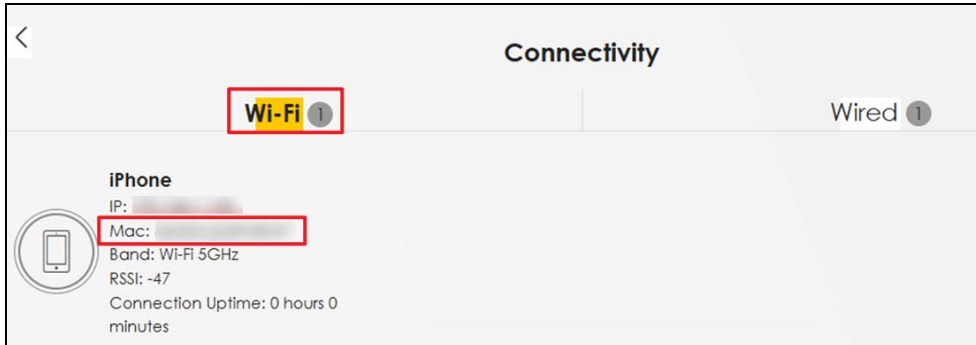 Connectivity
Wi-Fi 1
Wired 1
iPhone
IP:
Mac:
Band: Wi-Fi 5GHz
RSSI: -47
Connection Uptime: 0 hours 0
minutes